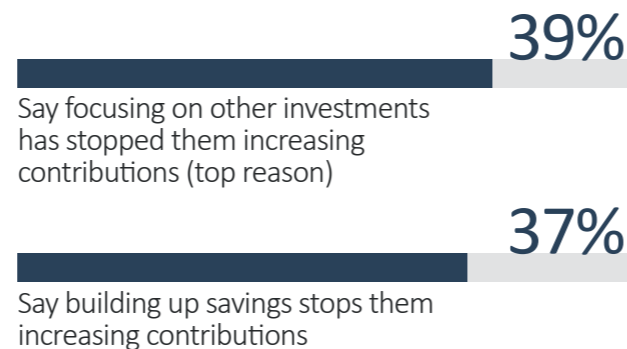 39%
Say focusing on other investments
has stopped them increasing
contributions (top reason)
37%
Say building up savings stops them
increasing contributions